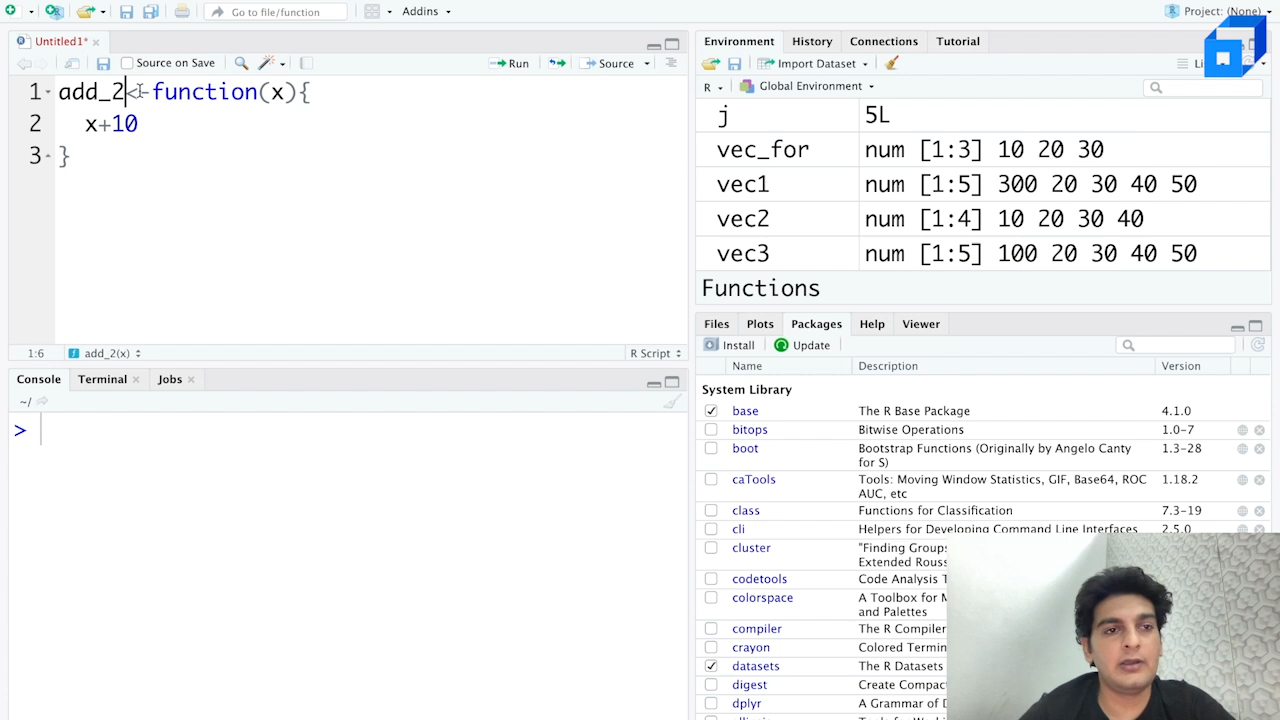 Go to file/function
Addins
Project: (None)
Untitled1*
Source on Save
Run
Source
1 add_2<-function(x){
2 x+10
3 }
1:6 add_2(x)
R Script
Console Terminal Jobs
~/
>
Environment History Connections Tutorial
Import Dataset
R Global Environment
j 5L
vec_for num [1:3] 10 20 30
vec1 num [1:5] 300 20 30 40 50
vec2 num [1:4] 10 20 30 40
vec3 num [1:5] 100 20 30 40 50
Functions
Files Plots Packages Help Viewer
Install Update
Name Description Version
System Library
base The R Base Package 4.1.0
bitops Bitwise Operations 1.0-7
boot Bootstrap Functions (Originally by Angelo Canty 1.3-28
for S)
caTools Tools: Moving Window Statistics, GIF, Base64, ROC 1.18.2
AUC, etc
class Functions for Classification 7.3-19
cli Helpers for Developing Command Line Interfaces 2.5.0
cluster "Finding Groups
Extended Rouss
codetools Code Analysis T
colorspace A Toolbox for M
and Palettes
compiler The R Compiler
crayon Colored Termin
datasets The R Datasets
digest Create Compac
dplyr A Grammar of D